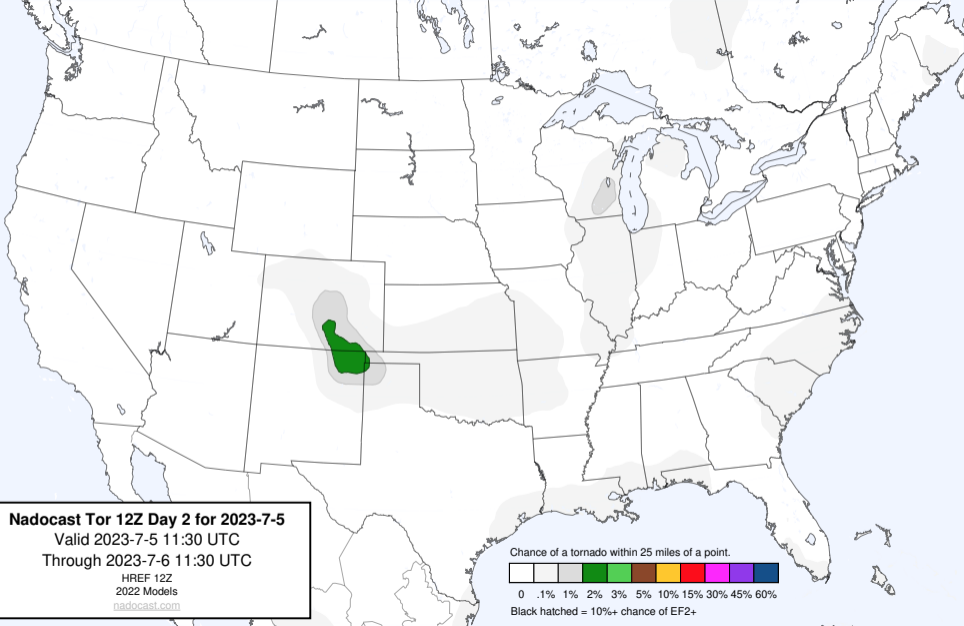 Nadocast Tor 12Z Day 2 for 2023-7-5
Valid 2023-7-5 11:30 UTC
Through 2023-7-6 11:30 UTC
HREF 12Z
2022 Models
nadocast.com
Chance of a tornado within 25 miles of a point.
0 .1% 1% 2% 3% 5% 10% 15% 30% 45% 60%
Black hatched = 10%+ chance of EF2+